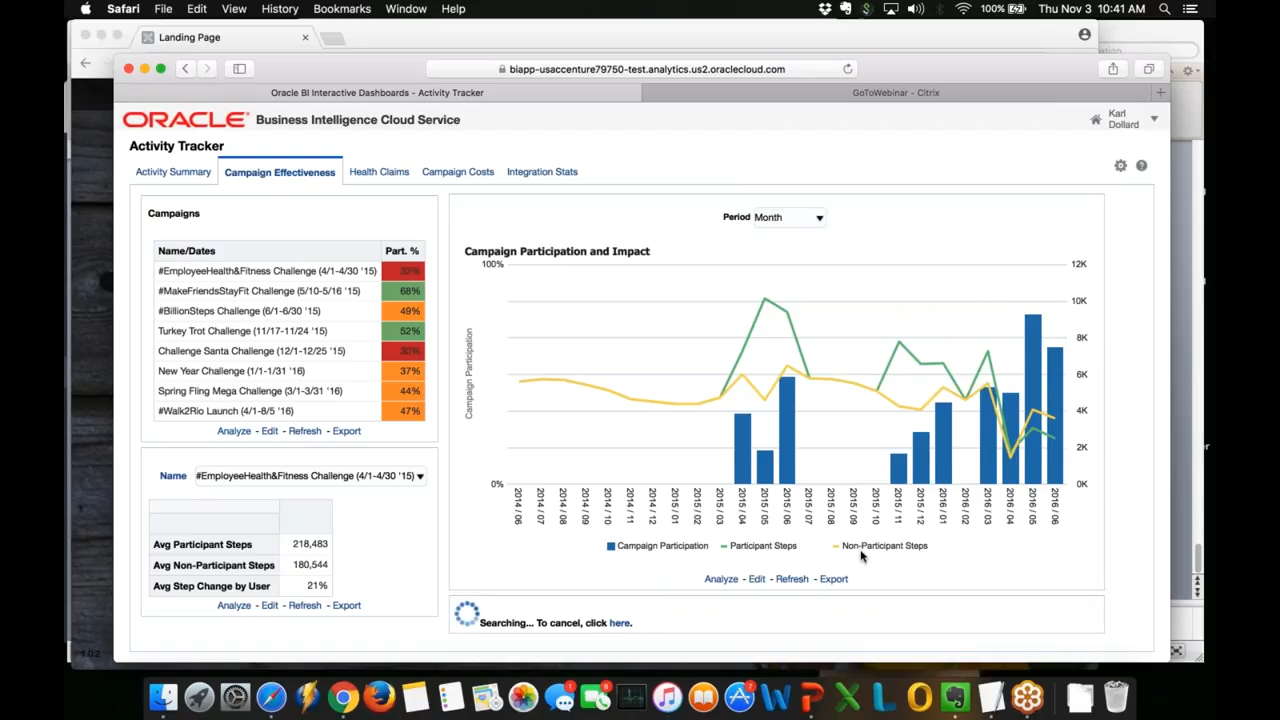 Safari File Edit View History Bookmarks Window Help 100% Thu Nov 3 10:41 AM
Landing Page
biapp-usaccenture79750-test.analytics.us2.oraclecloud.com
Oracle BI Interactive Dashboards - Activity Tracker GoToWebinar - Citrix
ORACLE Business Intelligence Cloud Service
Karl
Dollard
Activity Tracker
Activity Summary Campaign Effectiveness Health Claims Campaign Costs Integration Stats
Campaigns
Name/Dates Part. %
#EmployeeHealth&Fitness Challenge (4/1-4/30 '15) 32%
#MakeFriendsStayFit Challenge (5/10-5/16 '15) 68%
#BillionSteps Challenge (6/1-6/30 '15) 49%
Turkey Trot Challenge (11/17-11/24 '15) 52%
Challenge Santa Challenge (12/1-12/25 '15) 30%
New Year Challenge (1/1-1/31 '16) 37%
Spring Fling Mega Challenge (3/1-3/31 '16) 44%
#Walk2Rio Launch (4/1-8/5 '16) 47%
Analyze - Edit - Refresh - Export
Name #EmployeeHealth&Fitness Challenge (4/1-4/30 '15)
Avg Participant Steps 218,483
Avg Non-Participant Steps 180,544
Avg Step Change by User 21%
Analyze - Edit - Refresh - Export
Period Month
Campaign Participation and Impact
100%
0%
Campaign Participation
12K
10K
8K
6K
4K
2K
0K
2014 / 06
2014 / 07
2014 / 08
2014 / 09
2014 / 10
2014 / 11
2014 / 12
2015 / 01
2015 / 02
2015 / 03
2015 / 04
2015 / 05
2015 / 06
2015 / 07
2015 / 08
2015 / 09
2015 / 10
2015 / 11
2015 / 12
2016 / 01
2016 / 02
2016 / 03
2016 / 04
2016 / 05
2016 / 06
Campaign Participation Participant Steps Non-Participant Steps
Analyze - Edit - Refresh - Export
Searching... To cancel, click here.
1.0.2